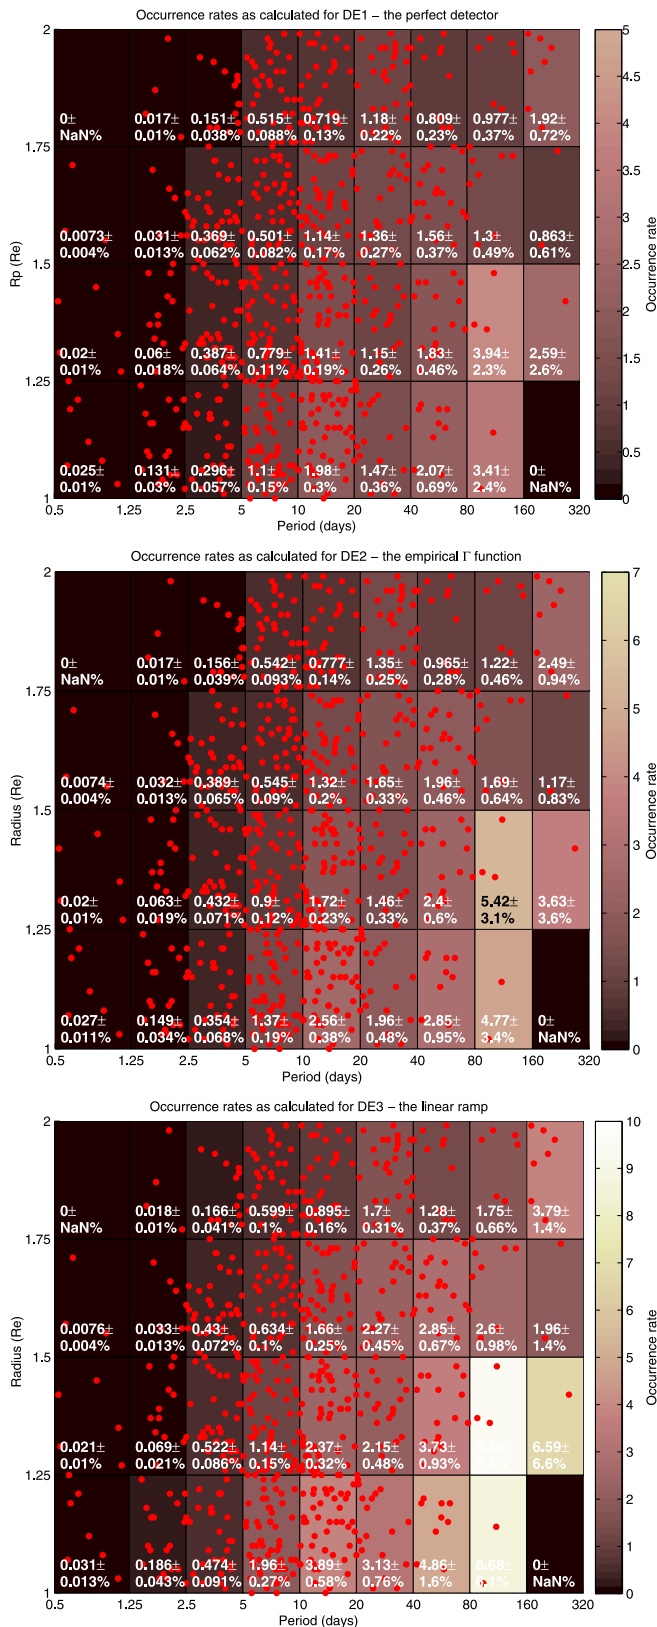 Occurrence rates as calculated for DE1 – the perfect detector
2
1.75
1.5
1.25
1
Rp (Re)
0± 0.017± 0.151± 0.515± 0.719± 1.18± 0.809± 0.977± 1.92±
NaN% 0.01% 0.038% 0.088% 0.13% 0.22% 0.23% 0.37% 0.72%
0.0073± 0.031± 0.369± 0.501± 1.14± 1.36± 1.56± 1.3± 0.863±
0.004% 0.013% 0.062% 0.082% 0.17% 0.27% 0.37% 0.49% 0.61%
0.02± 0.06± 0.387± 0.779± 1.41± 1.15± 1.83± 3.94± 2.59±
0.01% 0.018% 0.064% 0.11% 0.19% 0.26% 0.46% 2.3% 2.6%
0.025± 0.131± 0.296± 1.1± 1.98± 1.47± 2.07± 3.41± 0±
0.01% 0.03% 0.057% 0.15% 0.3% 0.36% 0.69% 2.4% NaN%
0.5 1.25 2.5 5 10 20 40 80 160 320
Period (days)
5
4.5
4
3.5
3
2.5
2
1.5
1
0.5
0
Occurrence rate
Occurrence rates as calculated for DE2 – the empirical Γ function
2
1.75
1.5
1.25
1
Radius (Re)
0± 0.017± 0.156± 0.542± 0.777± 1.35± 0.965± 1.22± 2.49±
NaN% 0.01% 0.039% 0.093% 0.14% 0.25% 0.28% 0.46% 0.94%
0.0074± 0.032± 0.389± 0.545± 1.32± 1.65± 1.96± 1.69± 1.17±
0.004% 0.013% 0.065% 0.09% 0.2% 0.33% 0.46% 0.64% 0.83%
0.02± 0.063± 0.432± 0.9± 1.72± 1.46± 2.4± 5.42± 3.63±
0.01% 0.019% 0.071% 0.12% 0.23% 0.33% 0.6% 3.1% 3.6%
0.027± 0.149± 0.354± 1.37± 2.56± 1.96± 2.85± 4.77± 0±
0.011% 0.034% 0.068% 0.19% 0.38% 0.48% 0.95% 3.4% NaN%
0.5 1.25 2.5 5 10 20 40 80 160 320
Period (days)
7
6
5
4
3
2
1
0
Occurrence rate
Occurrence rates as calculated for DE3 – the linear ramp
2
1.75
1.5
1.25
1
Radius (Re)
0± 0.018± 0.166± 0.599± 0.895± 1.7± 1.28± 1.75± 3.79±
NaN% 0.01% 0.041% 0.1% 0.16% 0.31% 0.37% 0.66% 1.4%
0.0076± 0.033± 0.43± 0.634± 1.66± 2.27± 2.85± 2.6± 1.96±
0.004% 0.013% 0.072% 0.1% 0.25% 0.45% 0.67% 0.98% 1.4%
0.021± 0.069± 0.522± 1.14± 2.37± 2.15± 3.73± 6.59±
0.01% 0.021% 0.086% 0.15% 0.32% 0.48% 0.93% 6.6%
0.031± 0.186± 0.474± 1.96± 3.89± 3.13± 4.86± 8.68± 0±
0.013% 0.043% 0.091% 0.27% 0.58% 0.76% 1.6% NaN%
0.5 1.25 2.5 5 10 20 40 80 160 320
Period (days)
10
9
8
7
6
5
4
3
2
1
0
Occurrence rate